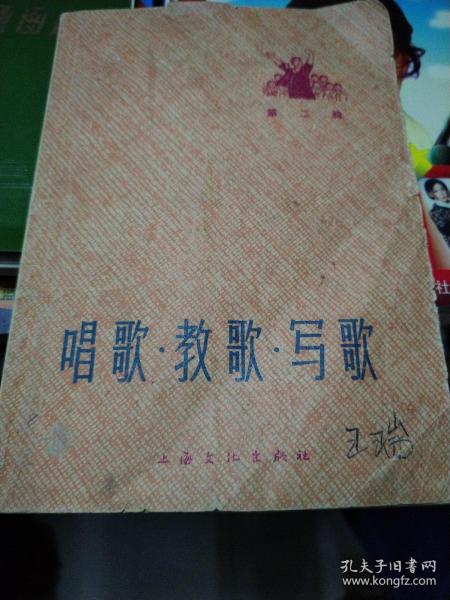 第二辑
唱歌·教歌·写歌
王瑞
上海文化出版社
社
孔夫子旧书网
www.kongfz.com